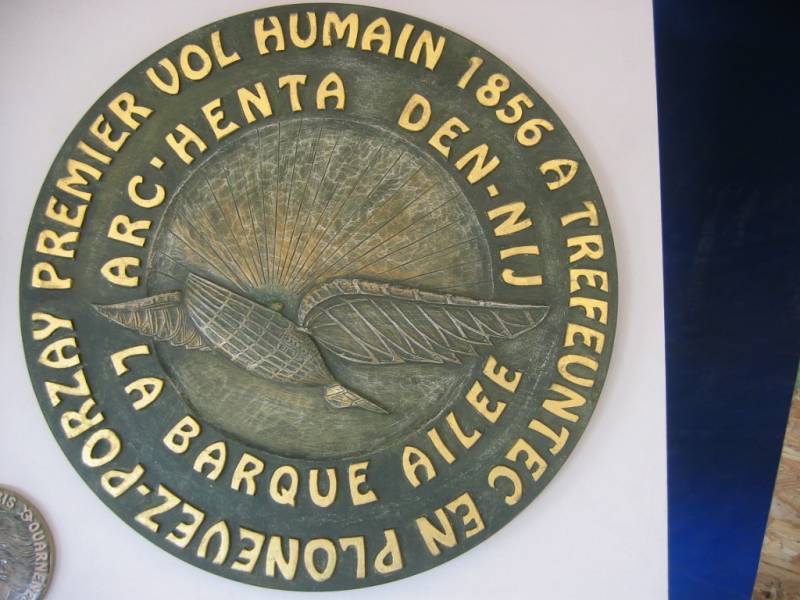 PREMIER VOL HUMAIN 1856 A TREFEUNTEC EN PLONEVEZ-PORZAY
ARC'HENTA DEN-NIJ
LA BARQUE AILEE